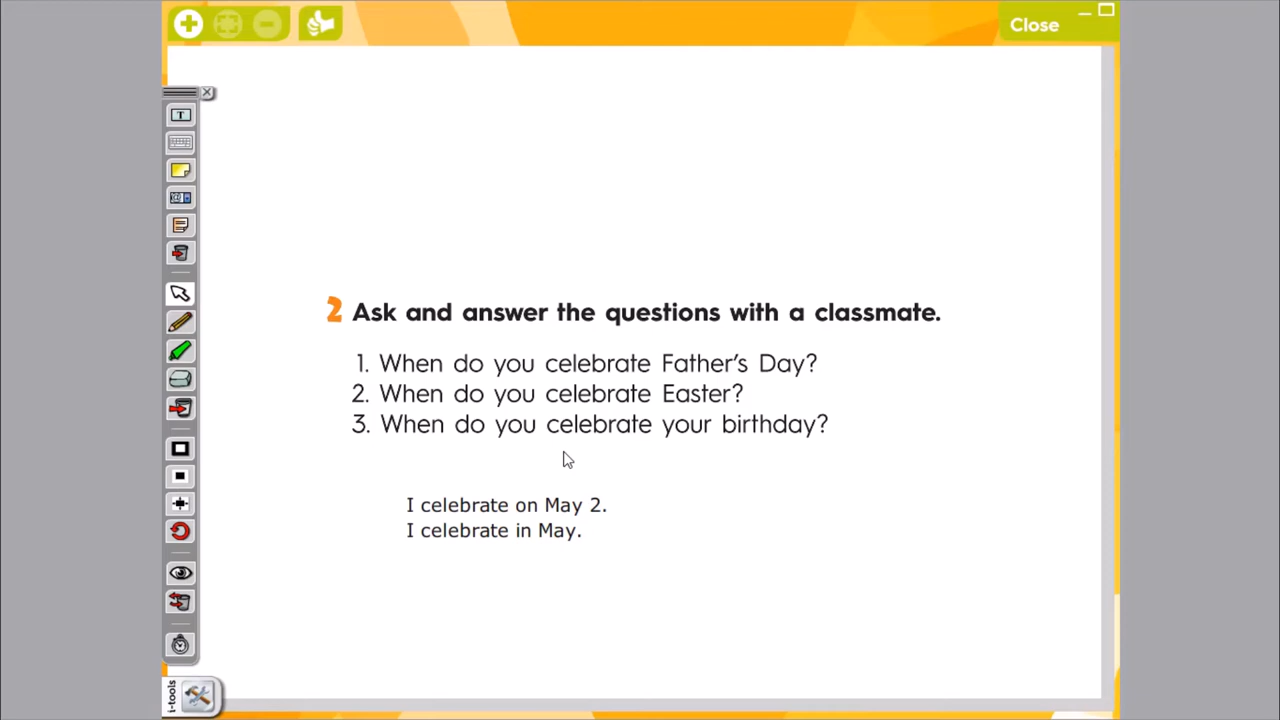 Close
T
2 Ask and answer the questions with a classmate.
1. When do you celebrate Father's Day?
2. When do you celebrate Easter?
3. When do you celebrate your birthday?
I celebrate on May 2.
I celebrate in May.
i-tools